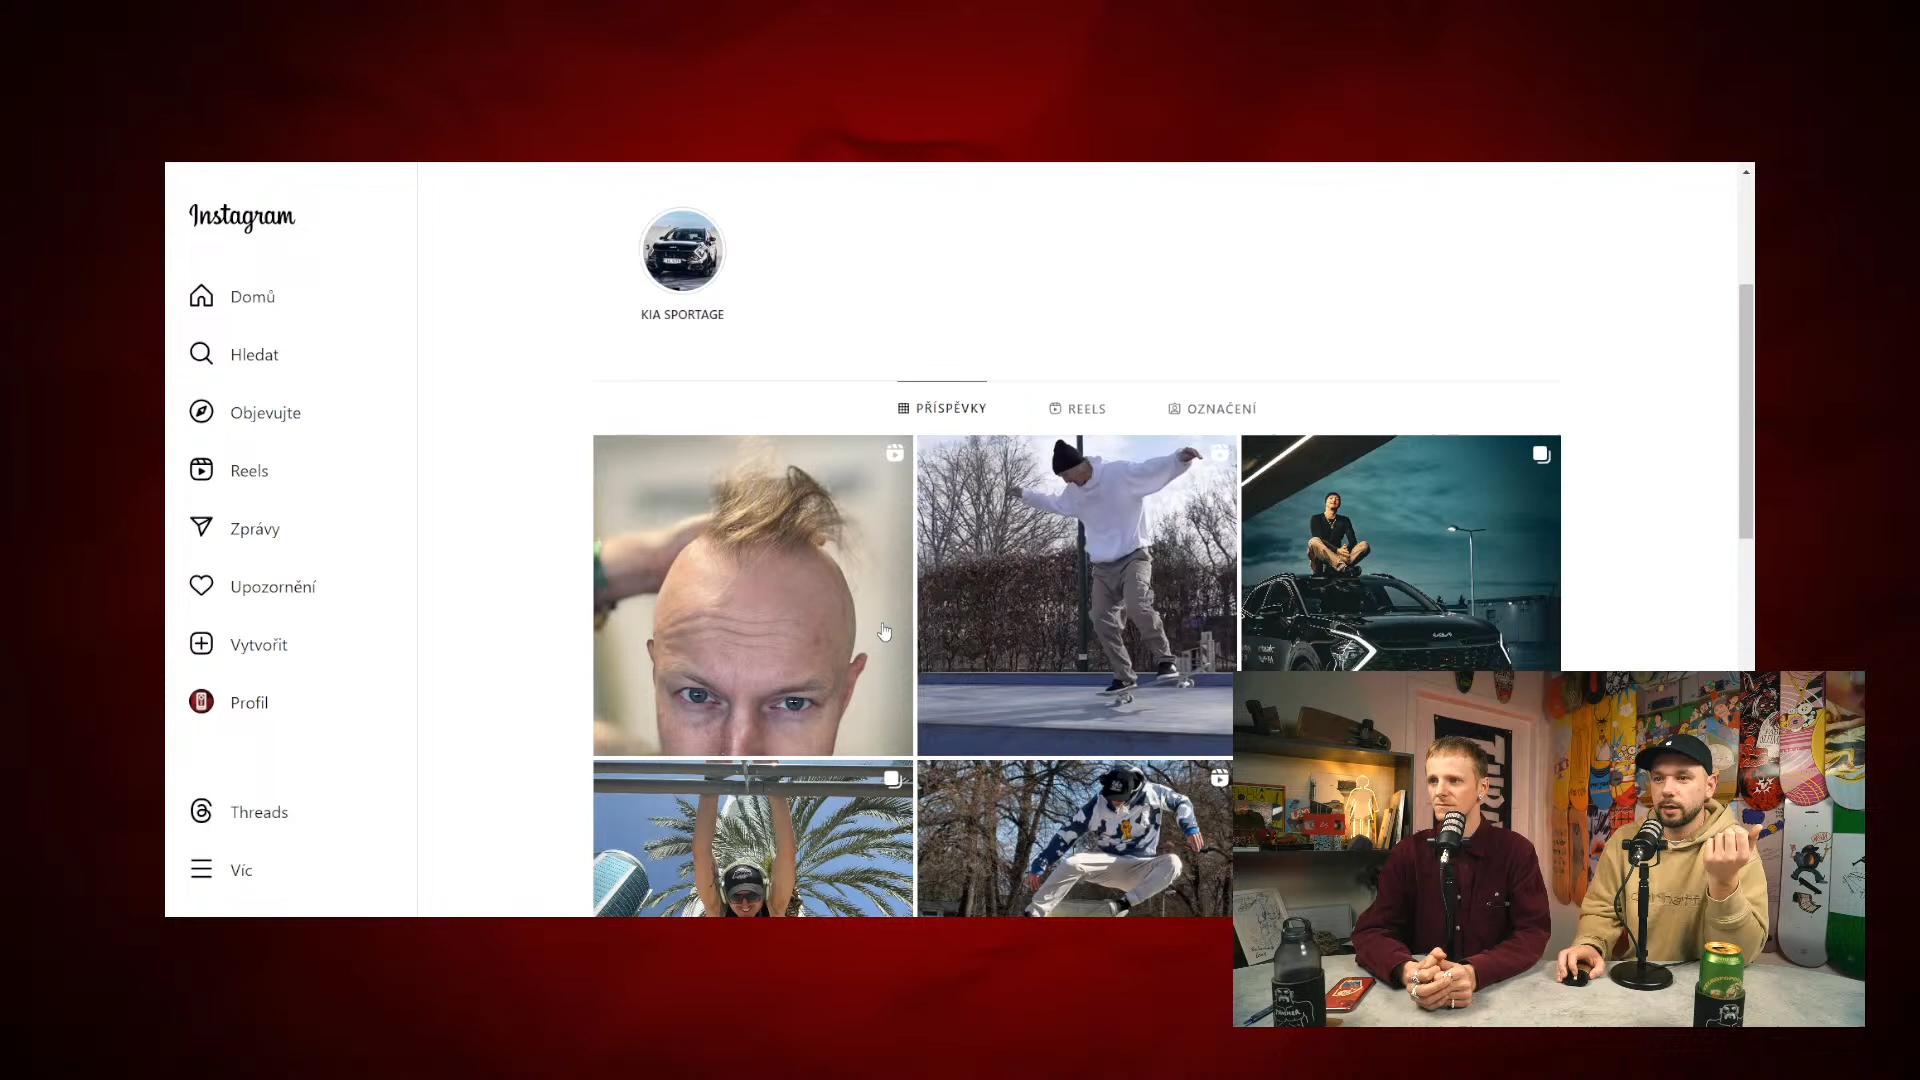 Instagram
KIA SPORTAGE
Domů
Hledat
Objevujte
Reels
Zprávy
Upozornění
Vytvořit
Profil
Threads
Víc
PŘÍSPĚVKY
REELS
OZNAČENÍ